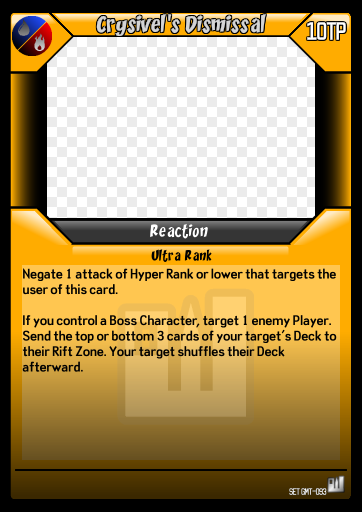 Crysivel's Dismissal
10TP
Reaction
Ultra Rank
Negate 1 attack of Hyper Rank or lower that targets the
user of this card.
If you control a Boss Character, target 1 enemy Player.
Send the top or bottom 3 cards of your target's Deck to
their Rift Zone. Your target shuffles their Deck
afterward.
SET GMT-093